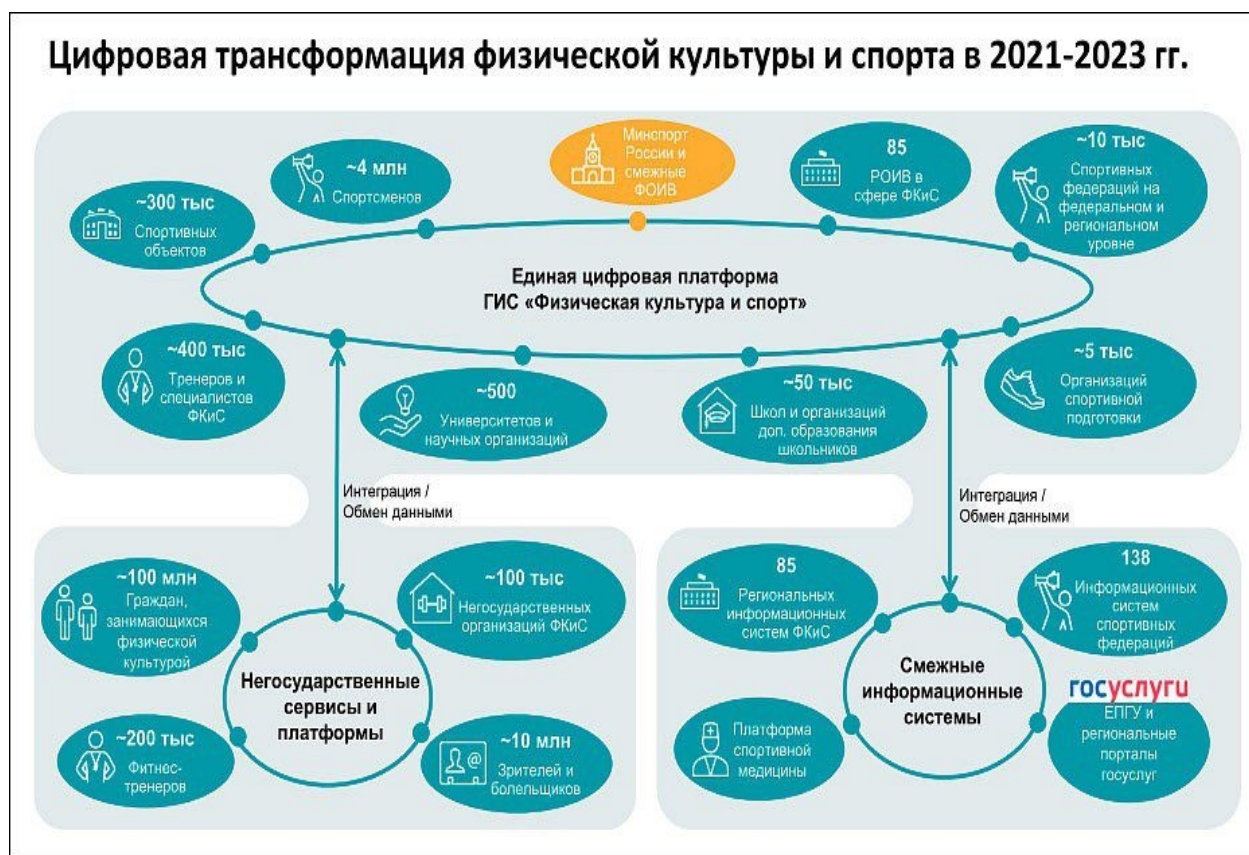 Цифровая трансформация физической культуры и спорта в 2021-2023 гг.
~300 тыс
Спортивных
объектов
~4 млн
Спортсменов
Минспорт
России и
смежные
ФОИВ
85
РОИВ в
сфере ФКиС
~10 тыс
Спортивных
федераций на
федеральном и
региональном
уровне
Единая цифровая платформа
ГИС «Физическая культура и спорт»
~400 тыс
Тренеров и
специалистов
ФКиС
~500
Университетов и
научных организаций
~50 тыс
Школ и организаций
доп. образования
школьников
~5 тыс
Организаций
спортивной
подготовки
Интеграция /
Обмен данными
Интеграция /
Обмен данными
~100 млн
Граждан,
занимающихся
физической
культурой
~100 тыс
Негосударственных
организаций ФКиС
Негосударственные
сервисы и
платформы
~200 тыс
Фитнес-
тренеров
~10 млн
Зрителей и
болельщиков
85
Региональных
информационных
систем ФКиС
138
Информационных
систем
спортивных
федераций
Смежные
информационные
системы
Платформа
спортивной
медицины
госуслуги
ЕПГУ и
региональные
порталы
госуслуг